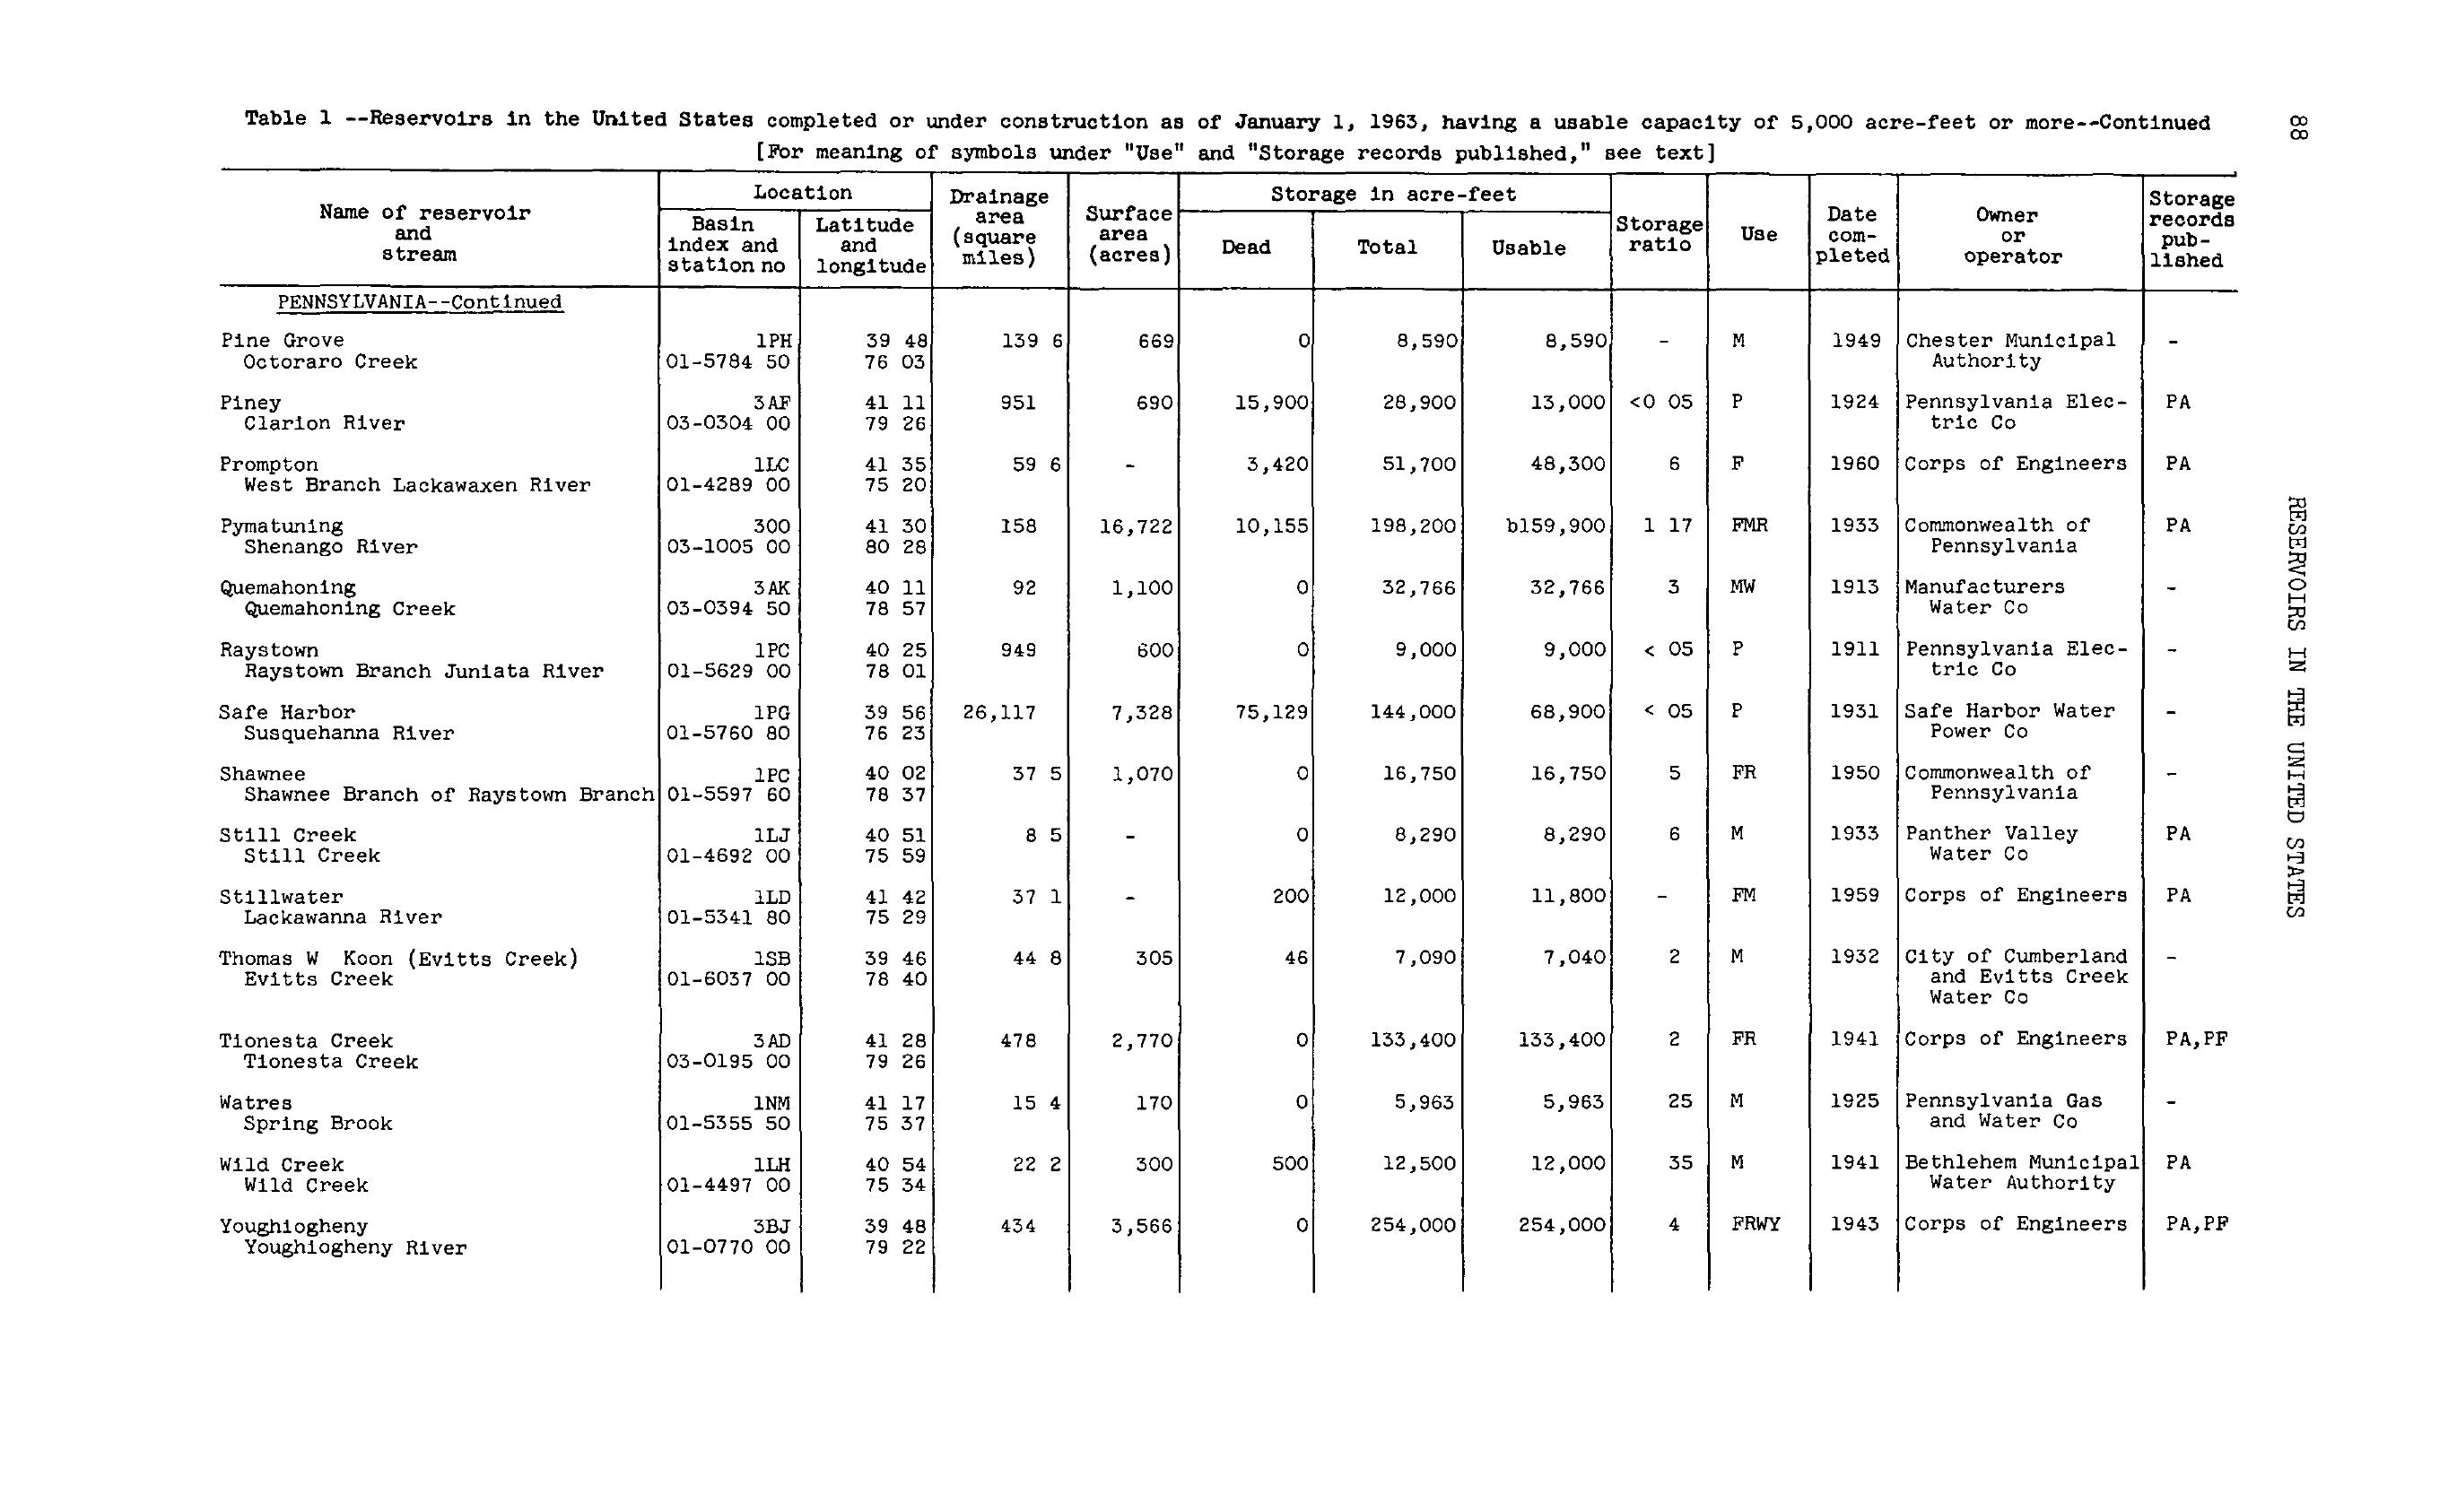 88
Table 1 --Reservoirs in the United States completed or under construction as of January 1, 1963, having a usable capacity of 5,000 acre-feet or more--Continued
[For meaning of symbols under "Use" and "Storage records published," see text]
Name of reservoir and stream | Location | Drainage area (square miles) | Surface area (acres) | Storage in acre-feet | Storage ratio | Use | Date com-pleted | Owner or operator | Storage records pub-lished
Basin index and station no | Latitude and longitude | Dead | Total | Usable
PENNSYLVANIA--Continued
Pine Grove 1PH 39 48 139 6 669 0 8,590 8,590 - M 1949 Chester Municipal -
Octoraro Creek 01-5784 50 76 03 Authority
Piney 3AF 41 11 951 690 15,900 28,900 13,000 <0 05 P 1924 Pennsylvania Elec- PA
Clarion River 03-0304 00 79 26 tric Co
Prompton 1LC 41 35 59 6 - 3,420 51,700 48,300 6 F 1960 Corps of Engineers PA
West Branch Lackawaxen River 01-4289 00 75 20
Pymatuning 300 41 30 158 16,722 10,155 198,200 b159,900 1 17 FMR 1933 Commonwealth of PA
Shenango River 03-1005 00 80 28 Pennsylvania
Quemahoning 3AK 40 11 92 1,100 0 32,766 32,766 3 MW 1913 Manufacturers -
Quemahoning Creek 03-0394 50 78 57 Water Co
Raystown 1PC 40 25 949 600 0 9,000 9,000 < 05 P 1911 Pennsylvania Elec- -
Raystown Branch Juniata River 01-5629 00 78 01 tric Co
Safe Harbor 1PG 39 56 26,117 7,328 75,129 144,000 68,900 < 05 P 1931 Safe Harbor Water -
Susquehanna River 01-5760 80 76 23 Power Co
Shawnee 1PC 40 02 37 5 1,070 0 16,750 16,750 5 FR 1950 Commonwealth of -
Shawnee Branch of Raystown Branch 01-5597 60 78 37 Pennsylvania
Still Creek 1LJ 40 51 8 5 - 0 8,290 8,290 6 M 1933 Panther Valley PA
Still Creek 01-4692 00 75 59 Water Co
Stillwater 1LD 41 42 37 1 - 200 12,000 11,800 - FM 1959 Corps of Engineers PA
Lackawanna River 01-5341 80 75 29
Thomas W Koon (Evitts Creek) 1SB 39 46 44 8 305 46 7,090 7,040 2 M 1932 City of Cumberland -
Evitts Creek 01-6037 00 78 40 and Evitts Creek
Water Co
Tionesta Creek 3AD 41 28 478 2,770 0 133,400 133,400 2 FR 1941 Corps of Engineers PA,PF
Tionesta Creek 03-0195 00 79 26
Watres 1NM 41 17 15 4 170 0 5,963 5,963 25 M 1925 Pennsylvania Gas -
Spring Brook 01-5355 50 75 37 and Water Co
Wild Creek 1LH 40 54 22 2 300 500 12,500 12,000 35 M 1941 Bethlehem Municipal PA
Wild Creek 01-4497 00 75 34 Water Authority
Youghiogheny 3BJ 39 48 434 3,566 0 254,000 254,000 4 FRWY 1943 Corps of Engineers PA,PF
Youghiogheny River 01-0770 00 79 22
RESERVOIRS IN THE UNITED STATES